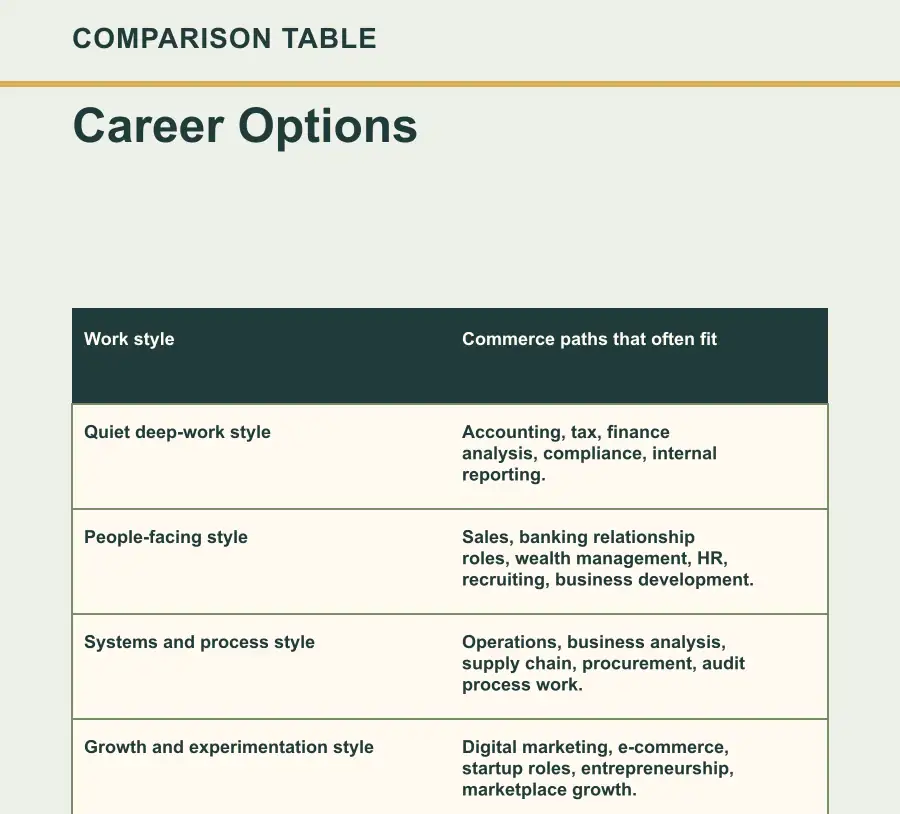 COMPARISON TABLE
Career Options
Work style
Commerce paths that often fit
Quiet deep-work style
Accounting, tax, finance
analysis, compliance, internal
reporting.
People-facing style
Sales, banking relationship
roles, wealth management, HR,
recruiting, business development.
Systems and process style
Operations, business analysis,
supply chain, procurement, audit
process work.
Growth and experimentation style
Digital marketing, e-commerce,
startup roles, entrepreneurship,
marketplace growth.